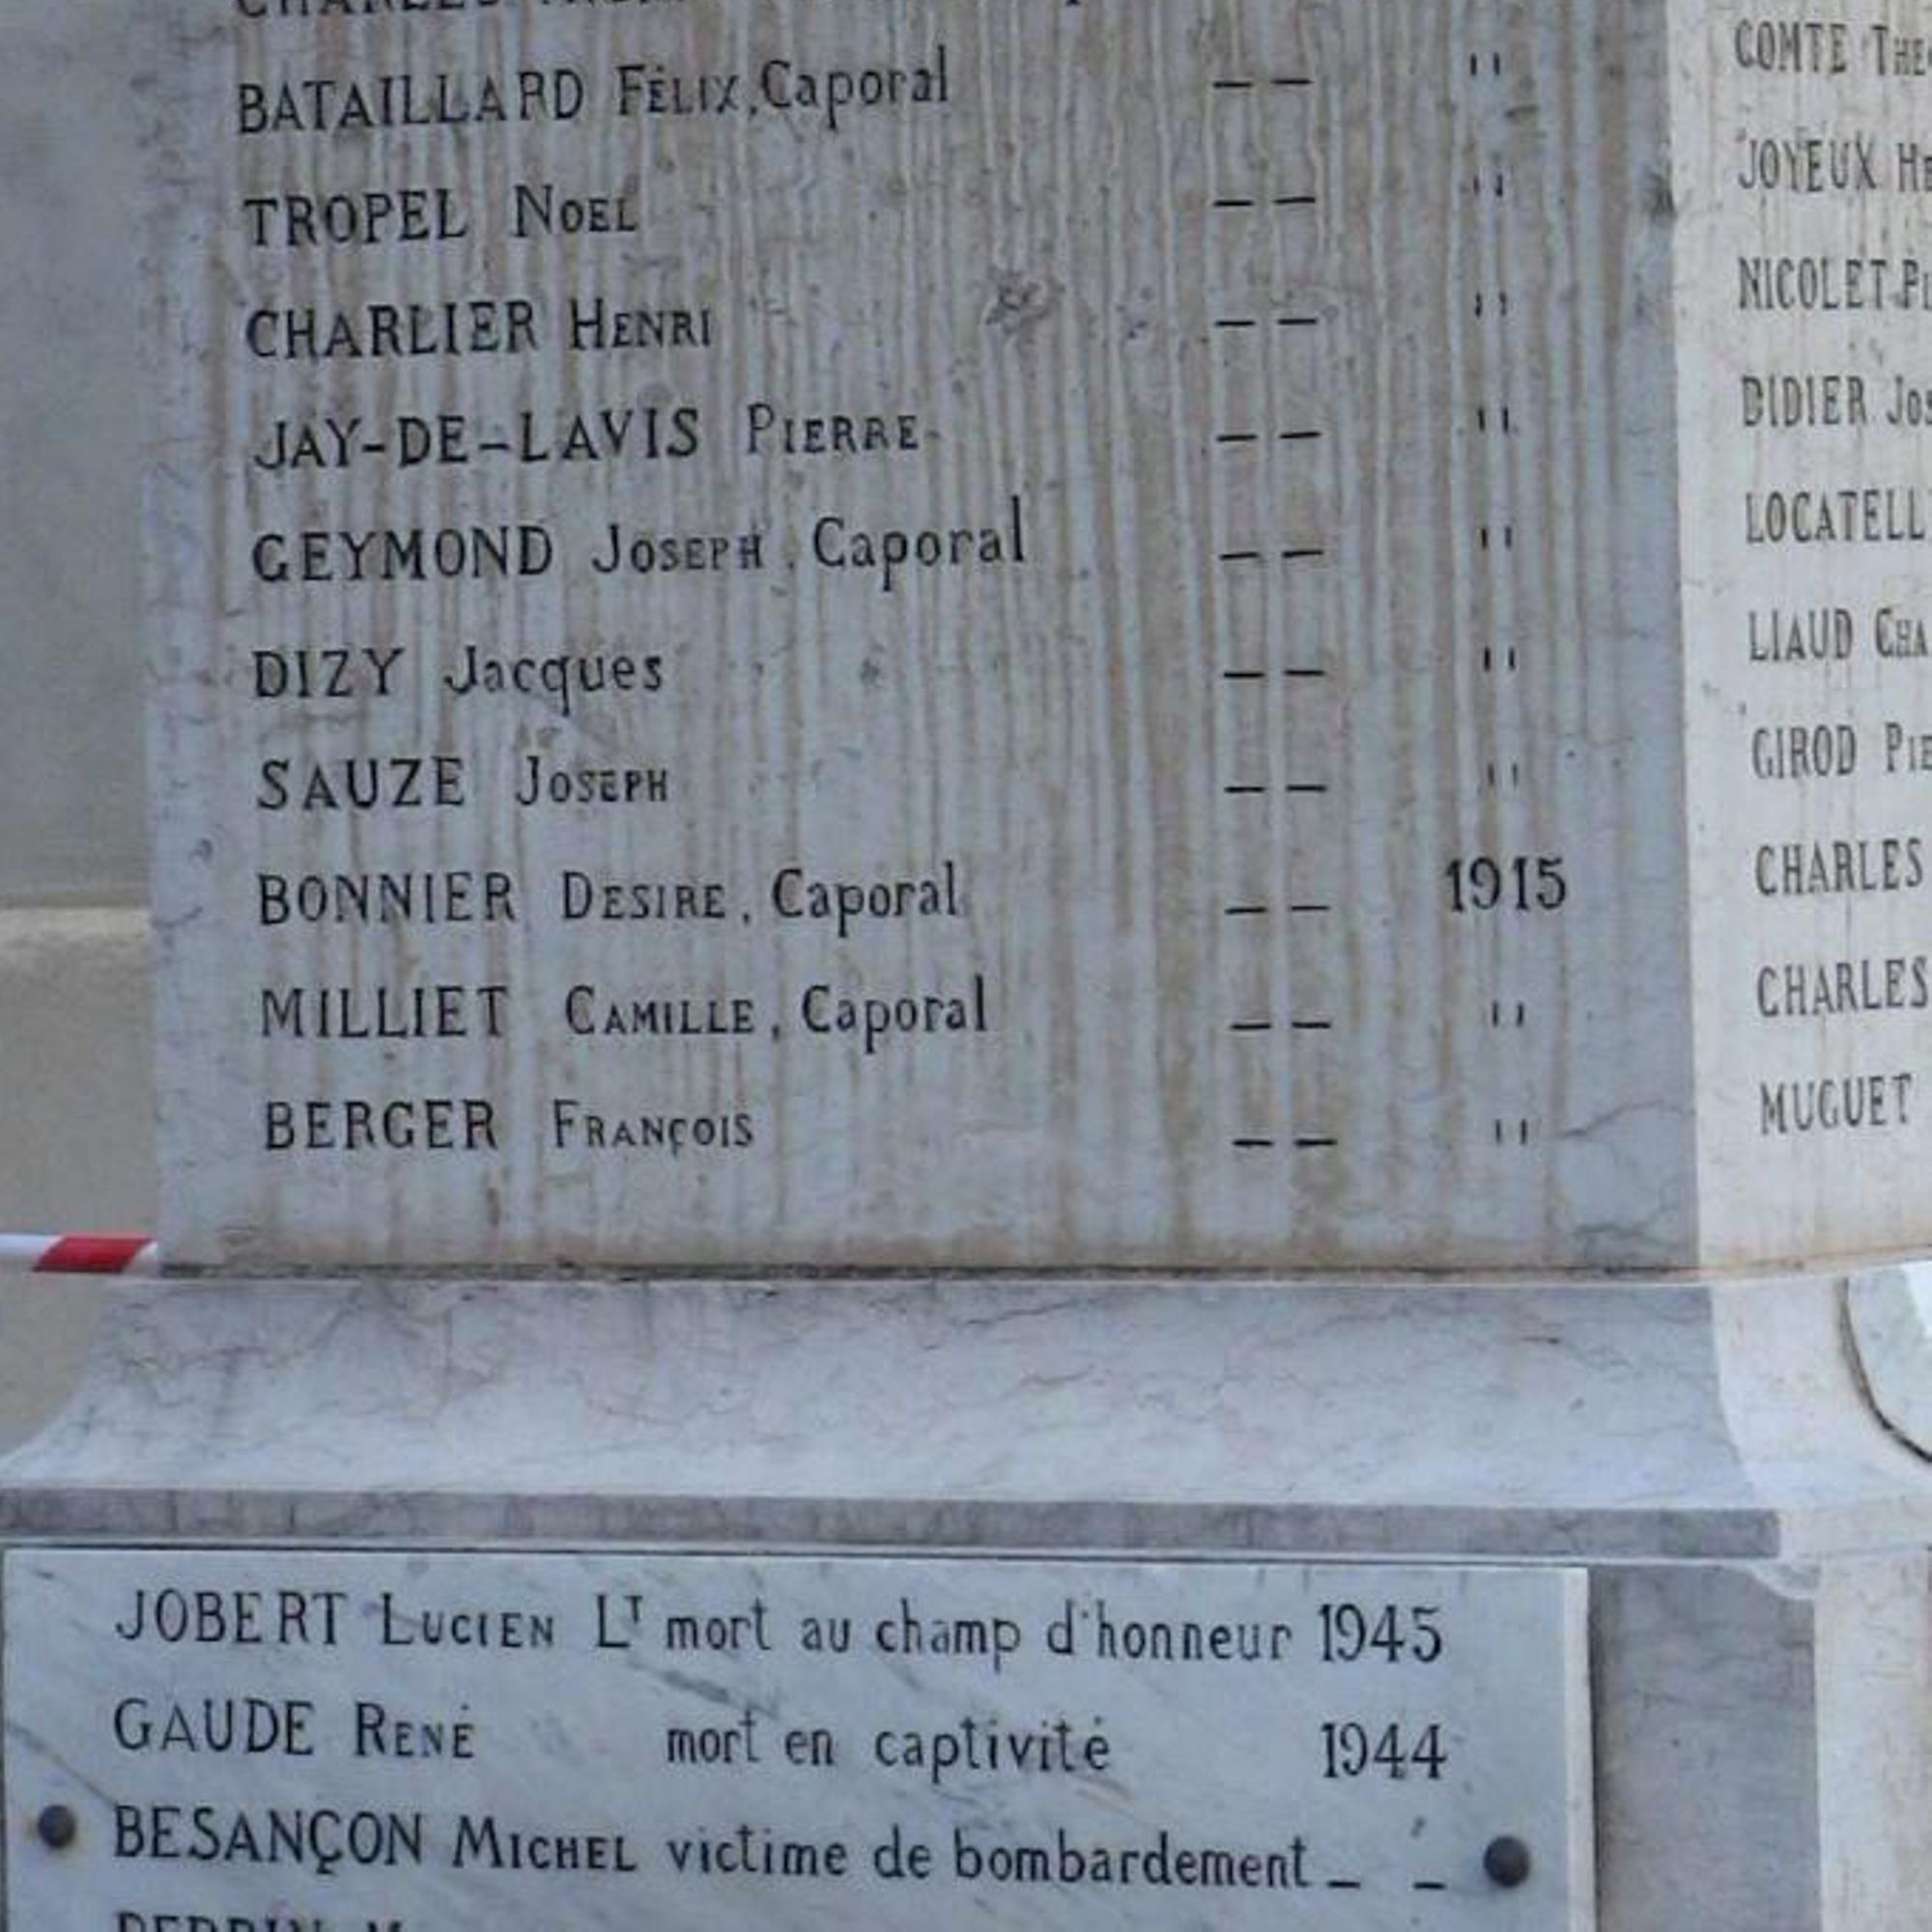 BATAILLARD FÉLIX, Caporal — — "
TROPEL NOEL — — "
CHARLIER HENRI — — "
JAY-DE-LAVIS PIERRE — — "
GEYMOND JOSEPH, Caporal — — "
DIZY Jacques — — "
SAUZE JOSEPH — — "
BONNIER DESIRE, Caporal — — 1915
MILLIET CAMILLE, Caporal — — "
BERGER FRANÇOIS — — "
JOBERT LUCIEN LT mort au champ d'honneur 1945
GAUDE RENÉ mort en captivité 1944
BESANÇON MICHEL victime de bombardement _ " _
COMTE
JOYEUX
NICOLET
DIDIER
LIAUD
GIROD
CHARLES
CHARLES
MUGUET